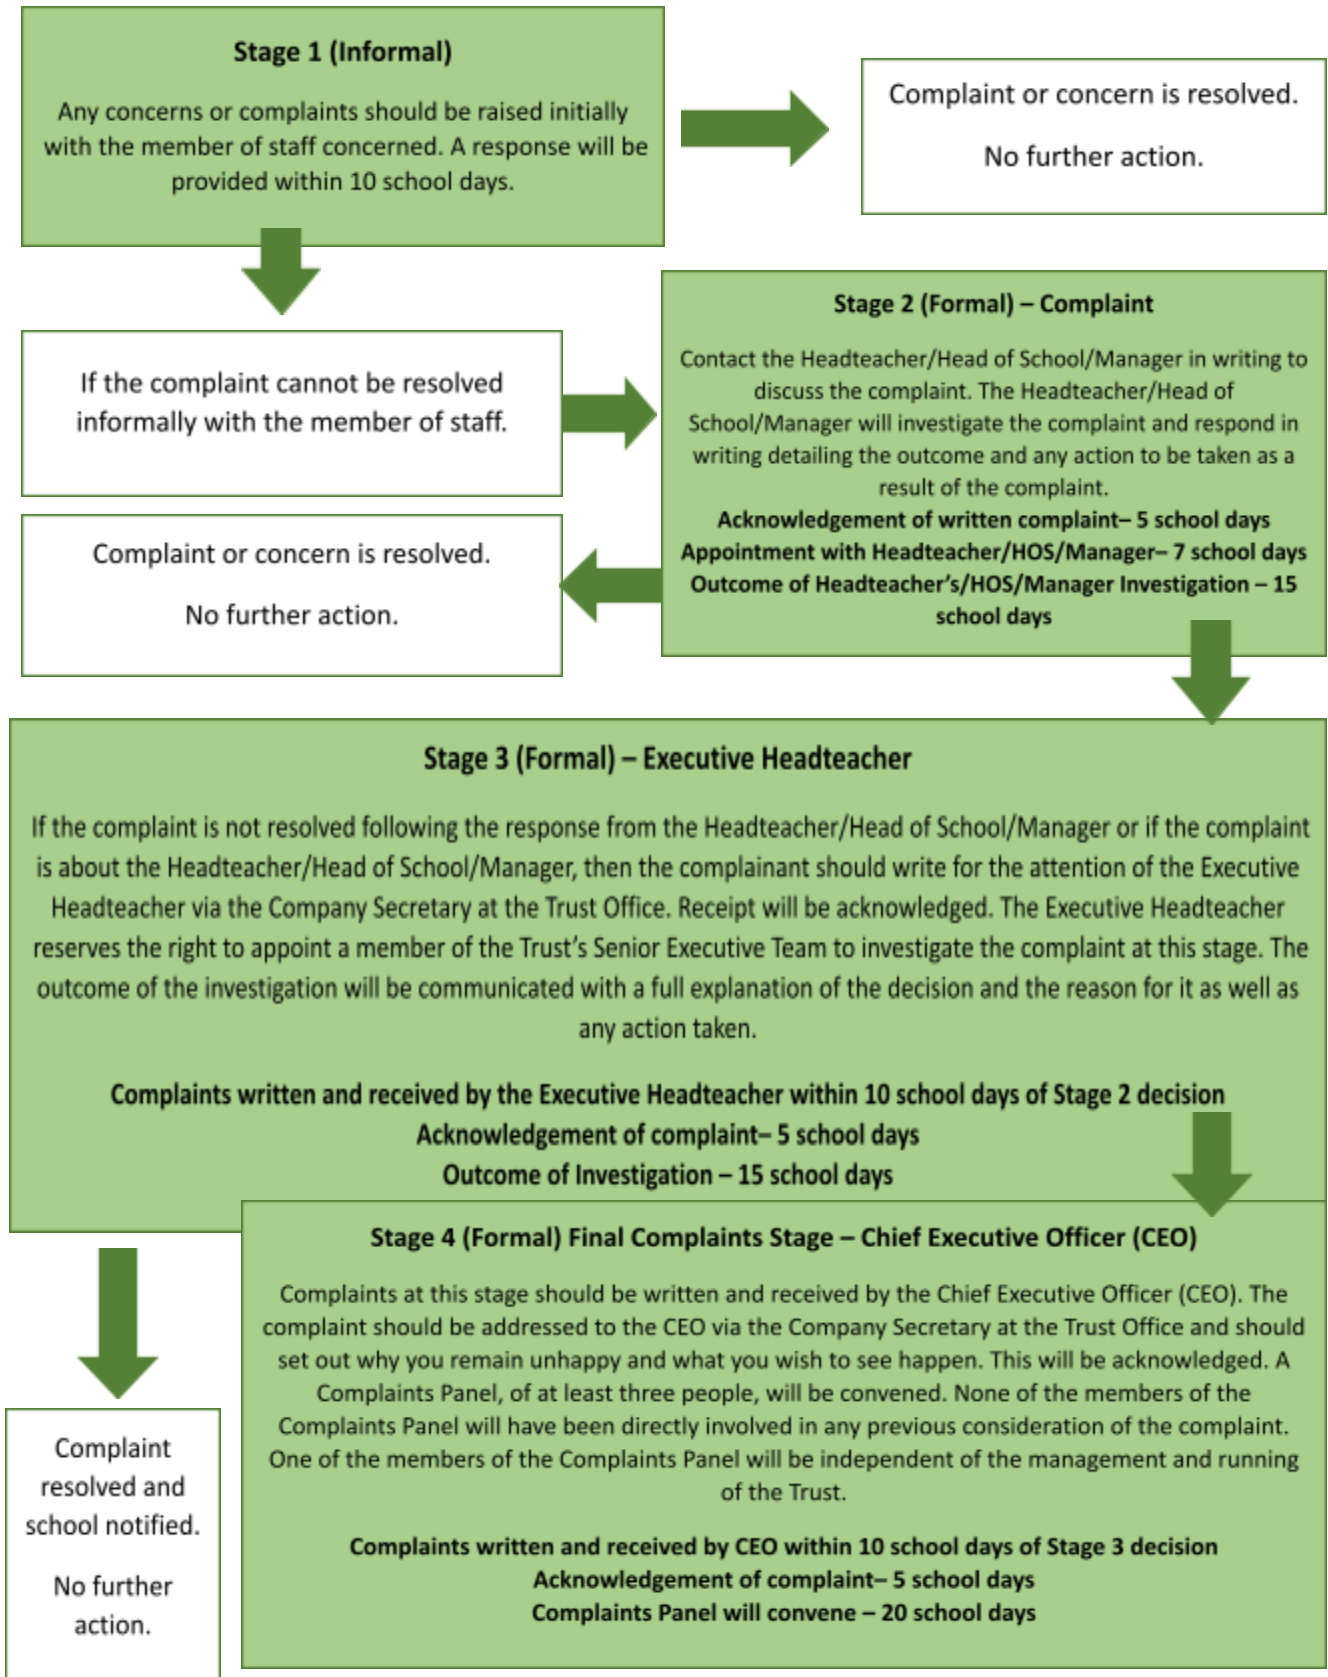 Stage 1 (Informal)
Any concerns or complaints should be raised initially
with the member of staff concerned. A response will be
provided within 10 school days.
Complaint or concern is resolved.
No further action.
If the complaint cannot be resolved
informally with the member of staff.
Stage 2 (Formal) – Complaint
Contact the Headteacher/Head of School/Manager in writing to
discuss the complaint. The Headteacher/Head of
School/Manager will investigate the complaint and respond in
writing detailing the outcome and any action to be taken as a
result of the complaint.
Acknowledgement of written complaint– 5 school days
Appointment with Headteacher/HOS/Manager– 7 school days
Outcome of Headteacher's/HOS/Manager Investigation – 15
school days
Complaint or concern is resolved.
No further action.
Stage 3 (Formal) – Executive Headteacher
If the complaint is not resolved following the response from the Headteacher/Head of School/Manager or if the complaint
is about the Headteacher/Head of School/Manager, then the complainant should write for the attention of the Executive
Headteacher via the Company Secretary at the Trust Office. Receipt will be acknowledged. The Executive Headteacher
reserves the right to appoint a member of the Trust's Senior Executive Team to investigate the complaint at this stage. The
outcome of the investigation will be communicated with a full explanation of the decision and the reason for it as well as
any action taken.
Complaints written and received by the Executive Headteacher within 10 school days of Stage 2 decision
Acknowledgement of complaint– 5 school days
Outcome of Investigation – 15 school days
Stage 4 (Formal) Final Complaints Stage – Chief Executive Officer (CEO)
Complaints at this stage should be written and received by the Chief Executive Officer (CEO). The
complaint should be addressed to the CEO via the Company Secretary at the Trust Office and should
set out why you remain unhappy and what you wish to see happen. This will be acknowledged. A
Complaints Panel, of at least three people, will be convened. None of the members of the
Complaints Panel will have been directly involved in any previous consideration of the complaint.
One of the members of the Complaints Panel will be independent of the management and running
of the Trust.
Complaints written and received by CEO within 10 school days of Stage 3 decision
Acknowledgement of complaint– 5 school days
Complaints Panel will convene – 20 school days
Complaint
resolved and
school notified.
No further
action.